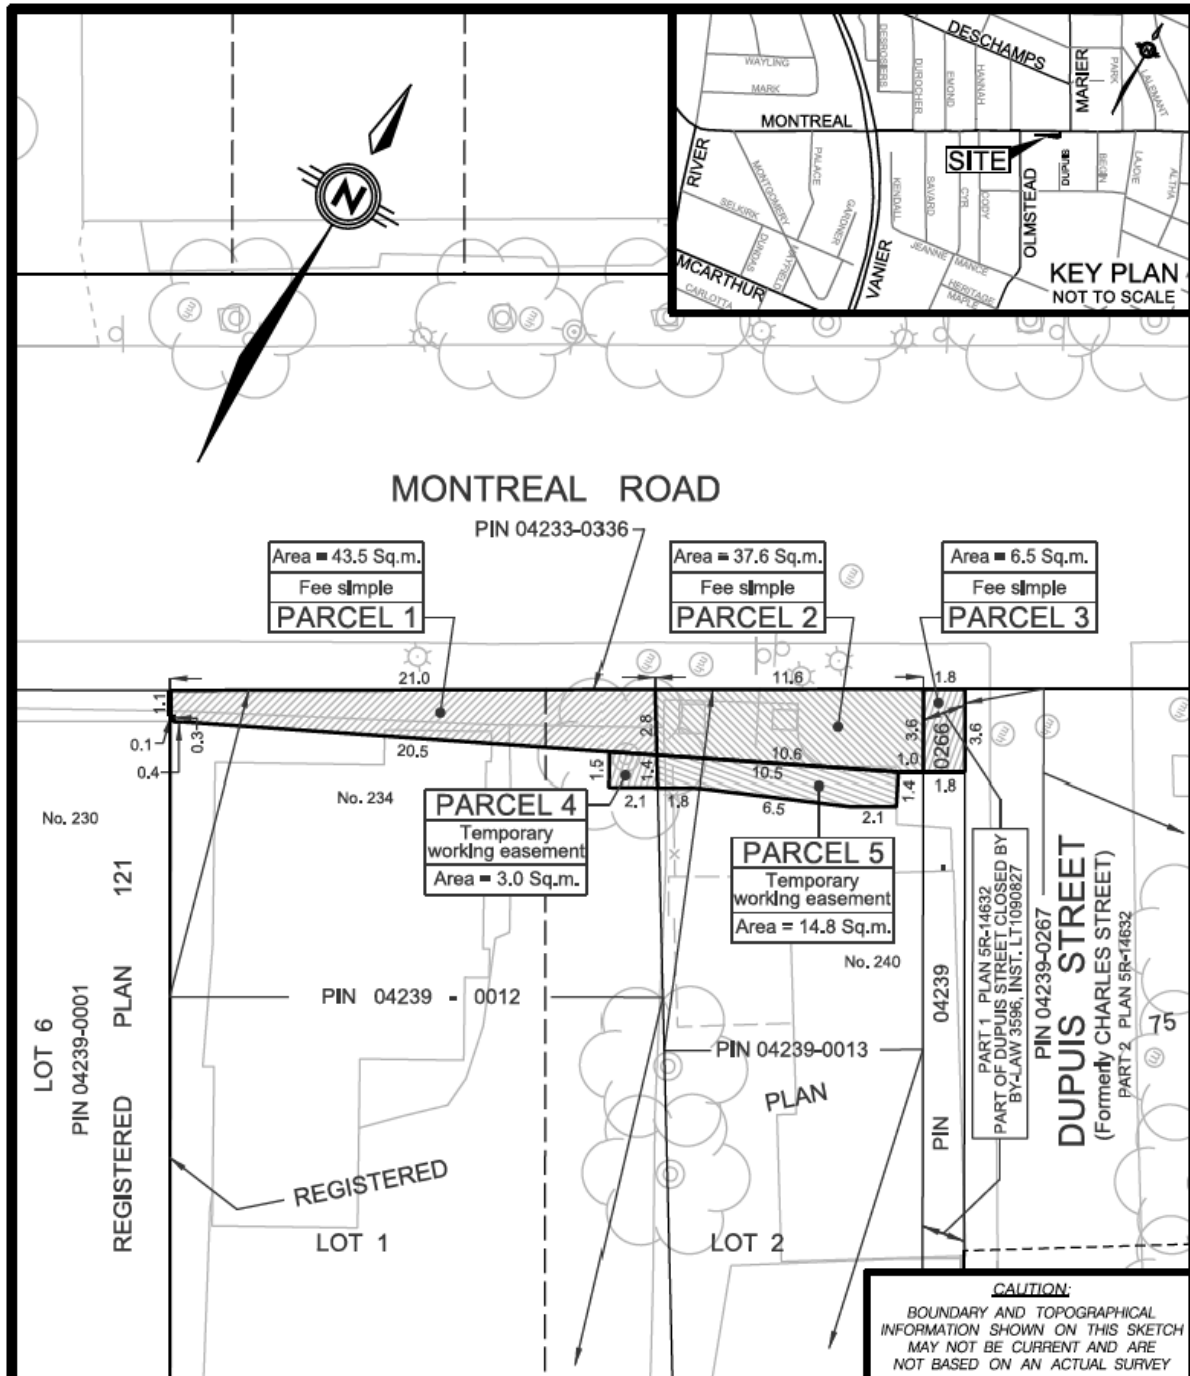 DESROSIERS
DUROCHER
EMOND
HANNAH
DESCHAMPS
MARIER
PARK
LALEMANT
WAYLING
MARK
MONTREAL
RIVER
MONTGOMERY
PALACE
SELKIRK
DUNDAS
MAYFIELD
GARDNER
MCARTHUR
CARLOTTA
VANIER
KENDALL
SAVARD
CYR
CODY
JEANNE MANCE
HERITAGE
MAPLE
OLMSTEAD
SITE
DUPUIS
BEGIN
LAJOIE
ALTHA
KEY PLAN
NOT TO SCALE
N
mh
mh
MONTREAL ROAD
PIN 04233-0336
Area = 43.5 Sq.m.
Fee simple
PARCEL 1
Area = 37.6 Sq.m.
Fee simple
PARCEL 2
Area = 6.5 Sq.m.
Fee simple
PARCEL 3
mh
mh
mh
mh
mh
21.0
11.6
1.8
1.1
0.1
0.4
0.3
20.5
2.8
10.6
3.6
1.0
0266
3.6
1.5
1.4
10.5
2.1
1.8
6.5
2.1
1.4
1.8
No. 230
No. 234
PARCEL 4
Temporary
working easement
Area = 3.0 Sq.m.
PARCEL 5
Temporary
working easement
Area = 14.8 Sq.m.
No. 240
LOT 6
PIN 04239-0001
REGISTERED PLAN 121
PIN 04239 - 0012
PIN 04239-0013
REGISTERED
PLAN
LOT 1
LOT 2
PIN 04239 -
PART 1 PLAN 5R-14632
PART OF DUPUIS STREET CLOSED BY
BY-LAW 3596, INST. LT1090827
PIN 04239-0267
DUPUIS STREET
(Formerly CHARLES STREET)
PART 2 PLAN 5R-14632
75
mh
CAUTION:
BOUNDARY AND TOPOGRAPHICAL
INFORMATION SHOWN ON THIS SKETCH
MAY NOT BE CURRENT AND ARE
NOT BASED ON AN ACTUAL SURVEY